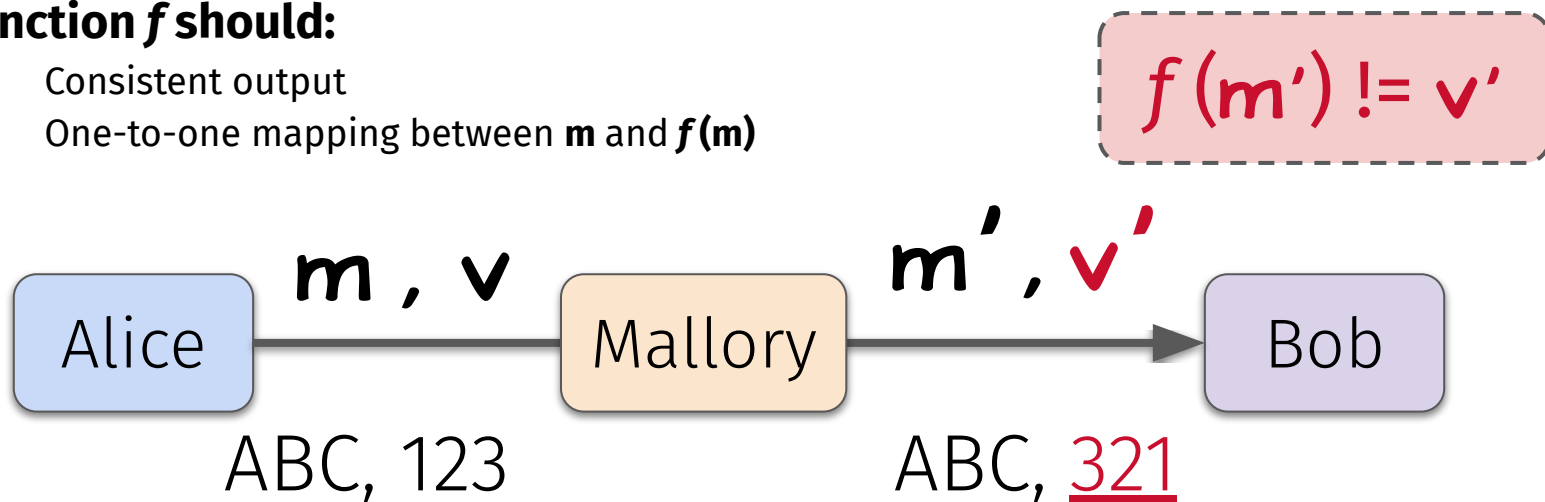 nction f should:
Consistent output
One-to-one mapping between m and f (m)
f (m') != v'
m , v
m' , v'
Alice
Mallory
Bob
ABC, 123
ABC, 321